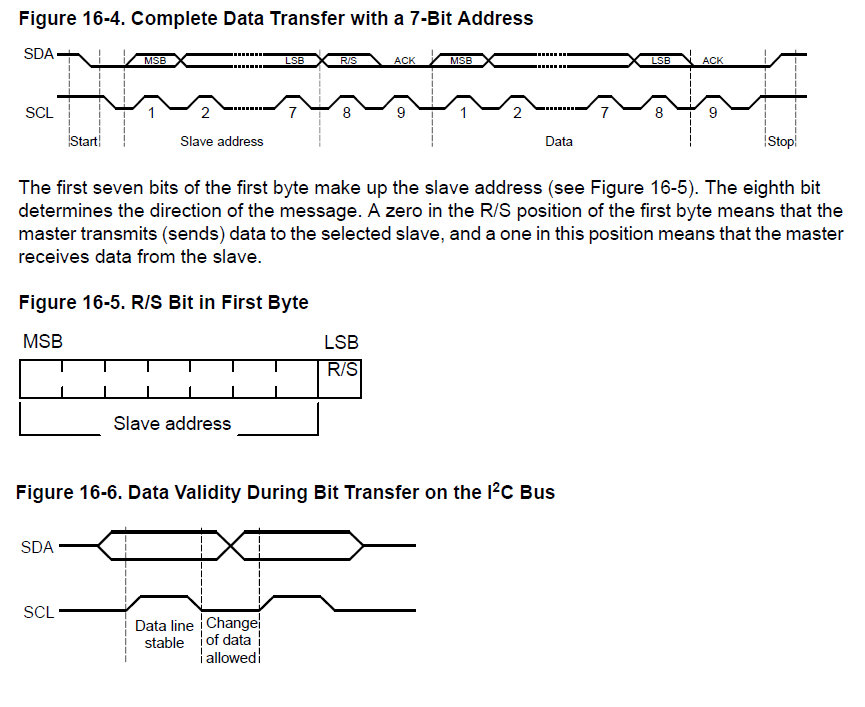 Figure 16-4. Complete Data Transfer with a 7-Bit Address
SDA MSB LSB R/S ACK MSB LSB ACK
SCL 1 2 7 8 9 1 2 7 8 9
Start Slave address Data Stop
The first seven bits of the first byte make up the slave address (see Figure 16-5). The eighth bit
determines the direction of the message. A zero in the R/S position of the first byte means that the
master transmits (sends) data to the selected slave, and a one in this position means that the master
receives data from the slave.
Figure 16-5. R/S Bit in First Byte
MSB LSB
R/S
Slave address
Figure 16-6. Data Validity During Bit Transfer on the I²C Bus
SDA
SCL
Data line Change
stable of data
allowed